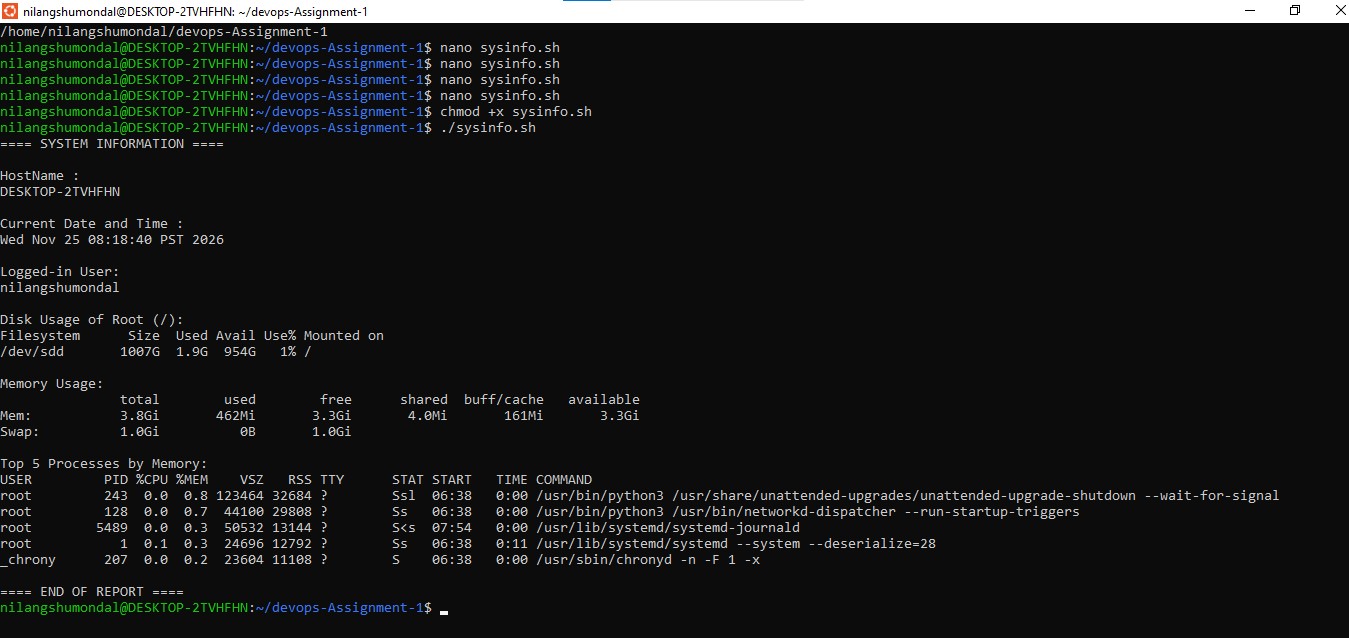 nilangshumondal@DESKTOP-2TVHFHN: ~/devops-Assignment-1
/home/nilangshumondal/devops-Assignment-1
nilangshumondal@DESKTOP-2TVHFHN:~/devops-Assignment-1$ nano sysinfo.sh
nilangshumondal@DESKTOP-2TVHFHN:~/devops-Assignment-1$ nano sysinfo.sh
nilangshumondal@DESKTOP-2TVHFHN:~/devops-Assignment-1$ nano sysinfo.sh
nilangshumondal@DESKTOP-2TVHFHN:~/devops-Assignment-1$ nano sysinfo.sh
nilangshumondal@DESKTOP-2TVHFHN:~/devops-Assignment-1$ chmod +x sysinfo.sh
nilangshumondal@DESKTOP-2TVHFHN:~/devops-Assignment-1$ ./sysinfo.sh
==== SYSTEM INFORMATION ====
HostName :
DESKTOP-2TVHFHN
Current Date and Time :
Wed Nov 25 08:18:40 PST 2026
Logged-in User:
nilangshumondal
Disk Usage of Root (/):
Filesystem      Size  Used Avail Use% Mounted on
/dev/sdd       1007G  1.9G  954G   1% /
Memory Usage:
               total        used        free      shared  buff/cache   available
Mem:           3.8Gi       462Mi       3.3Gi       4.0Mi       161Mi       3.3Gi
Swap:          1.0Gi          0B       1.0Gi
Top 5 Processes by Memory:
USER         PID %CPU %MEM    VSZ   RSS TTY      STAT START   TIME COMMAND
root         243  0.0  0.8 123464 32684 ?        Ssl  06:38   0:00 /usr/bin/python3 /usr/share/unattended-upgrades/unattended-upgrade-shutdown --wait-for-signal
root         128  0.0  0.7  44100 29808 ?        Ss   06:38   0:00 /usr/bin/python3 /usr/bin/networkd-dispatcher --run-startup-triggers
root        5489  0.0  0.3  50532 13144 ?        S<s  07:54   0:00 /usr/lib/systemd/systemd-journald
root           1  0.1  0.3  24696 12792 ?        Ss   06:38   0:11 /usr/lib/systemd/systemd --system --deserialize=28
_chrony      207  0.0  0.2  23604 11108 ?        S    06:38   0:00 /usr/sbin/chronyd -n -F 1 -x
==== END OF REPORT ====
nilangshumondal@DESKTOP-2TVHFHN:~/devops-Assignment-1$